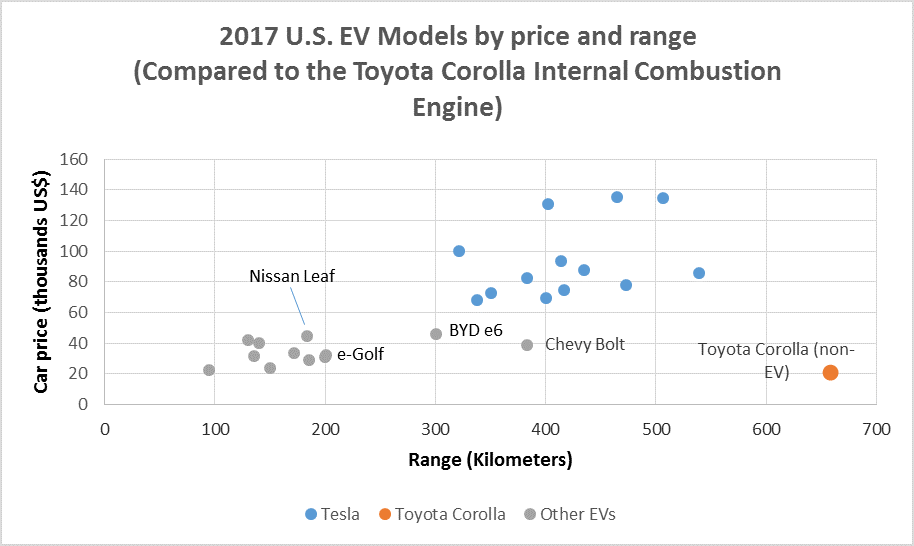 2017 U.S. EV Models by price and range
(Compared to the Toyota Corolla Internal Combustion
Engine)
Car price (thousands US$)
160
140
120
100
80
60
40
20
0
Nissan Leaf
e-Golf
BYD e6
Chevy Bolt
Toyota Corolla (non-
EV)
0 100 200 300 400 500 600 700
Range (Kilometers)
Tesla Toyota Corolla Other EVs